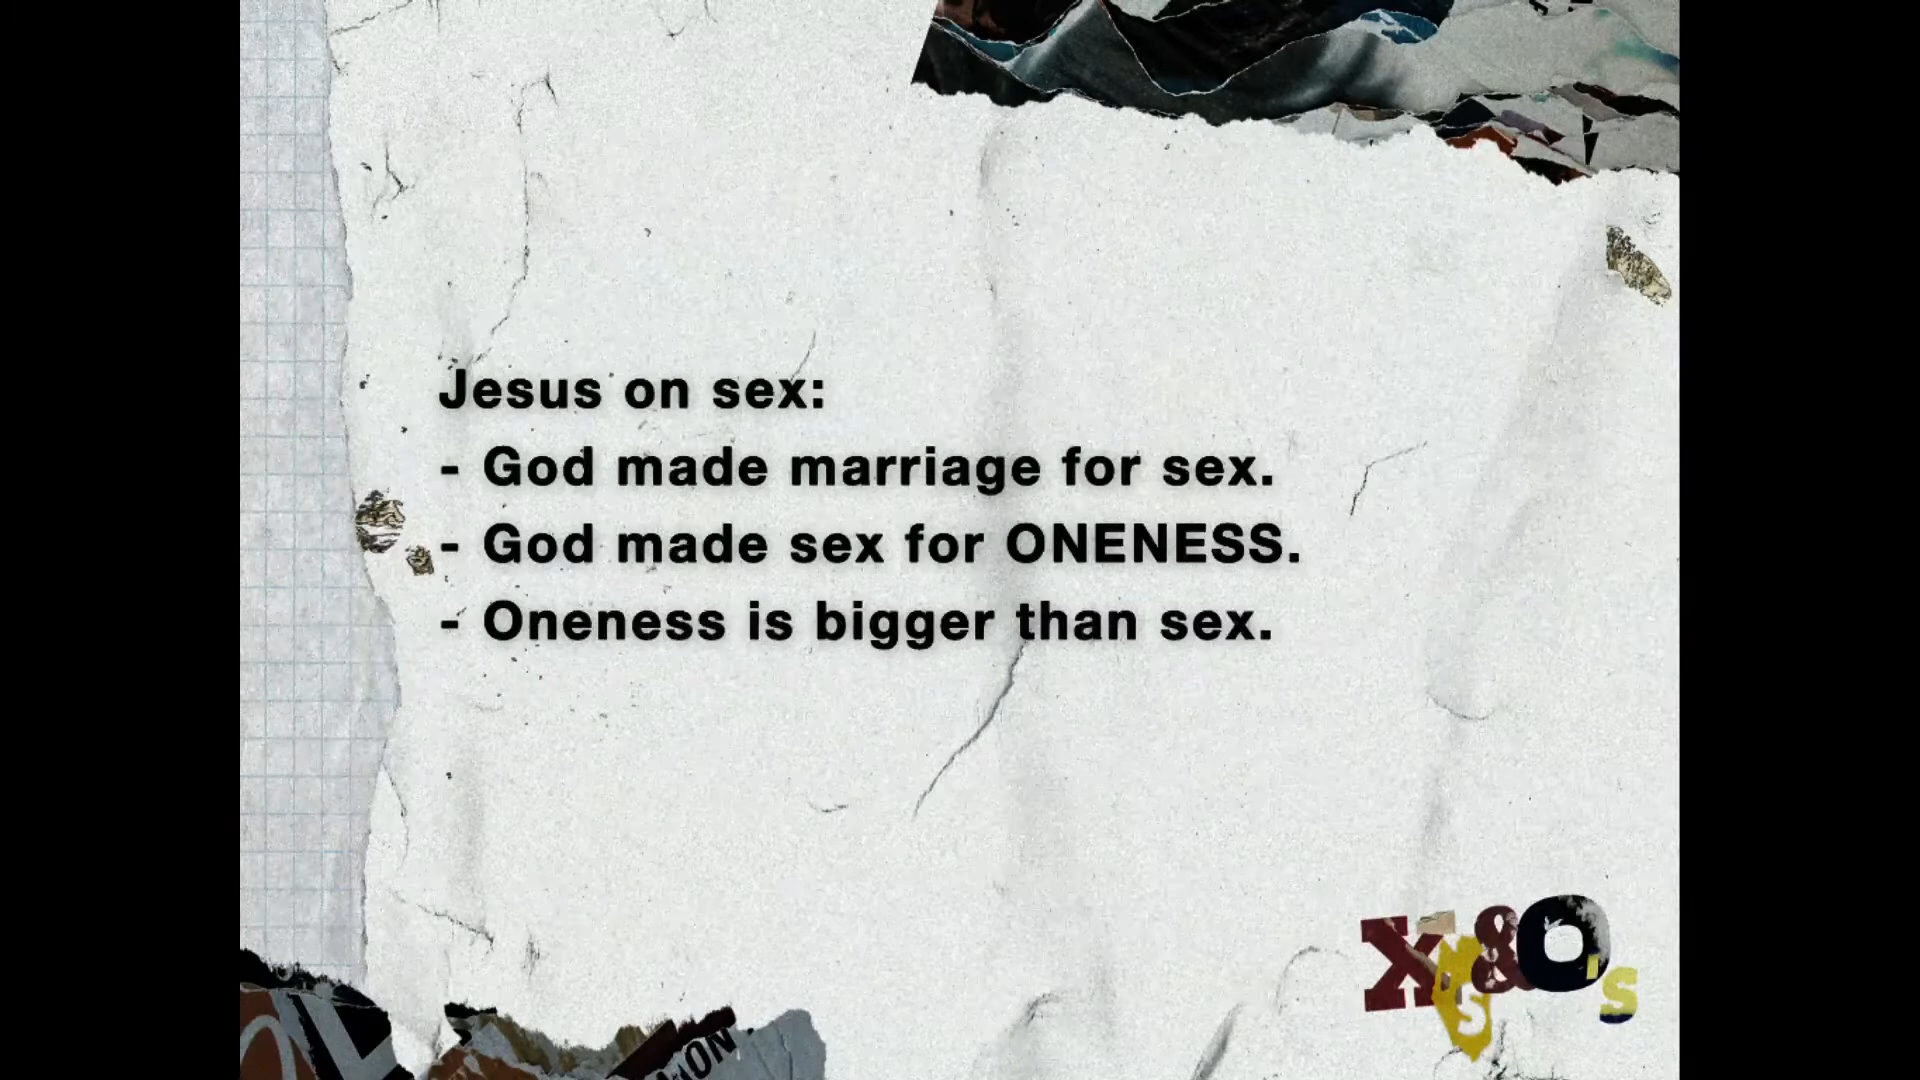 Jesus on sex:
- God made marriage for sex.
- God made sex for ONENESS.
- Oneness is bigger than sex.
X's & O's